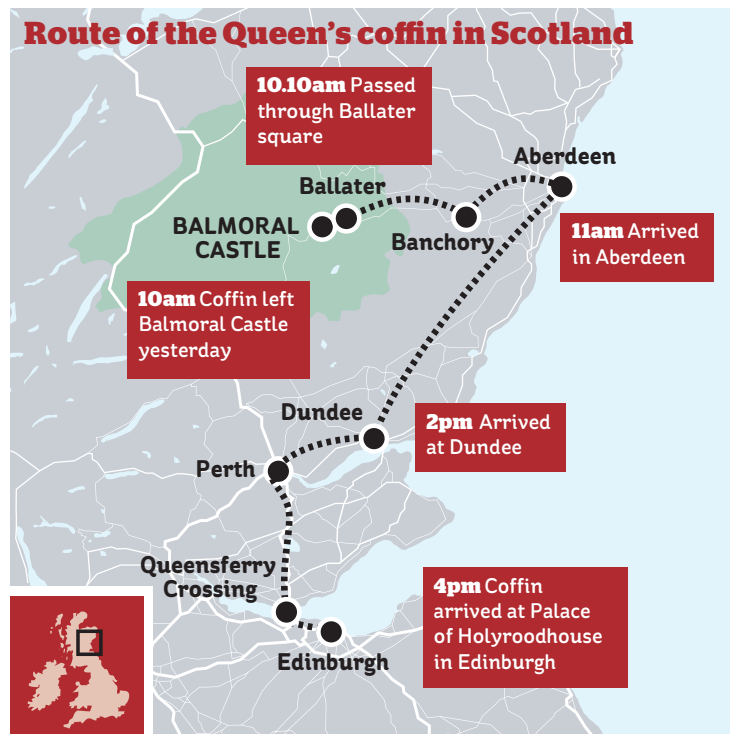 Route of the Queen's coffin in Scotland
10.10am Passed
through Ballater
square
Aberdeen
Ballater
BALMORAL
CASTLE
Banchory
11am Arrived
in Aberdeen
10am Coffin left
Balmoral Castle
yesterday
Dundee
2pm Arrived
at Dundee
Perth
Queensferry
Crossing
4pm Coffin
arrived at Palace
of Holyroodhouse
in Edinburgh
Edinburgh